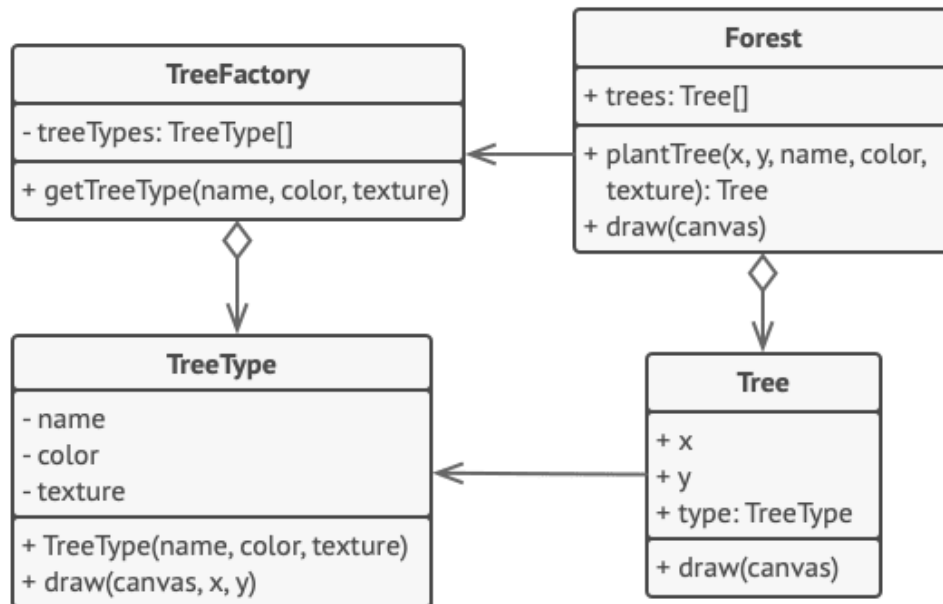 TreeFactory
- treeTypes: TreeType[]
+ getTreeType(name, color, texture)
Forest
+ trees: Tree[]
+ plantTree(x, y, name, color,
texture): Tree
+ draw(canvas)
TreeType
- name
- color
- texture
+ TreeType(name, color, texture)
+ draw(canvas, x, y)
Tree
+ x
+ y
+ type: TreeType
+ draw(canvas)